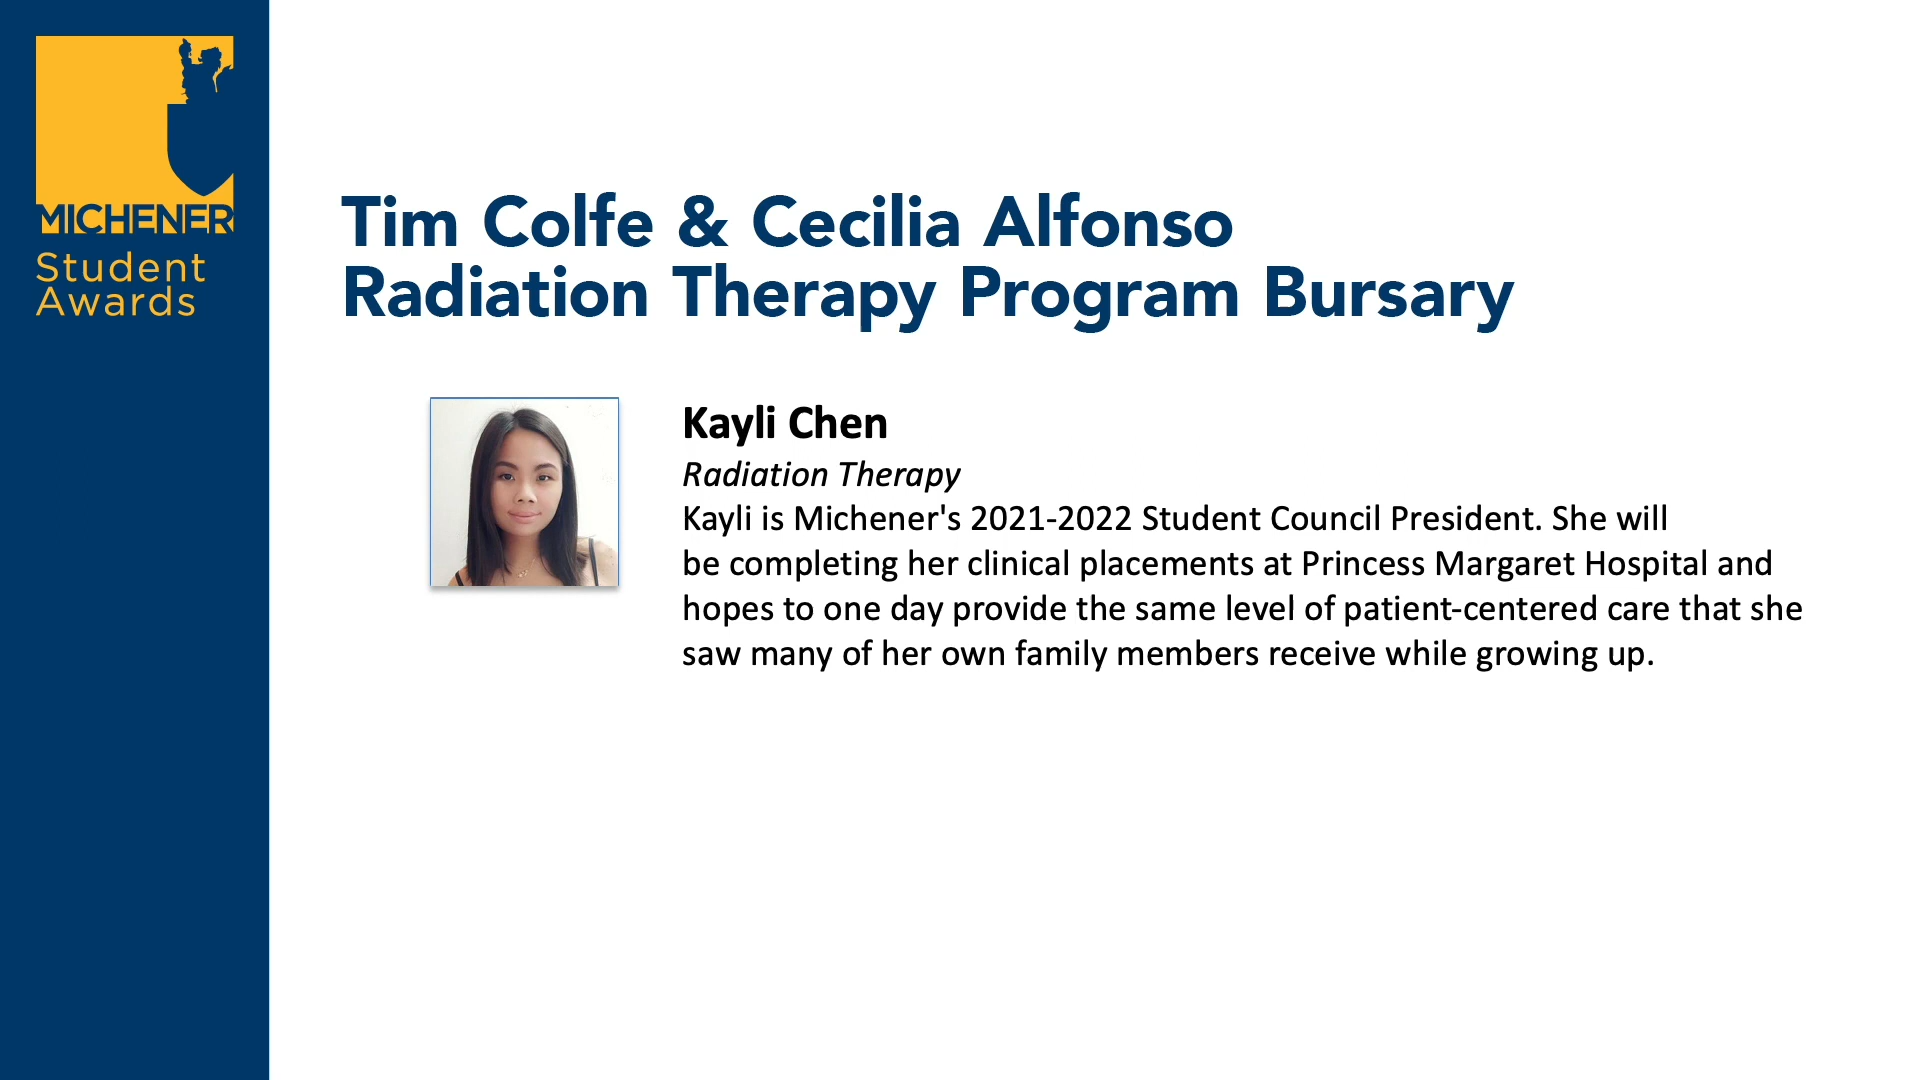 MICHENER
Student
Awards
Tim Colfe & Cecilia Alfonso
Radiation Therapy Program Bursary
Kayli Chen
Radiation Therapy
Kayli is Michener's 2021-2022 Student Council President. She will
be completing her clinical placements at Princess Margaret Hospital and
hopes to one day provide the same level of patient-centered care that she
saw many of her own family members receive while growing up.